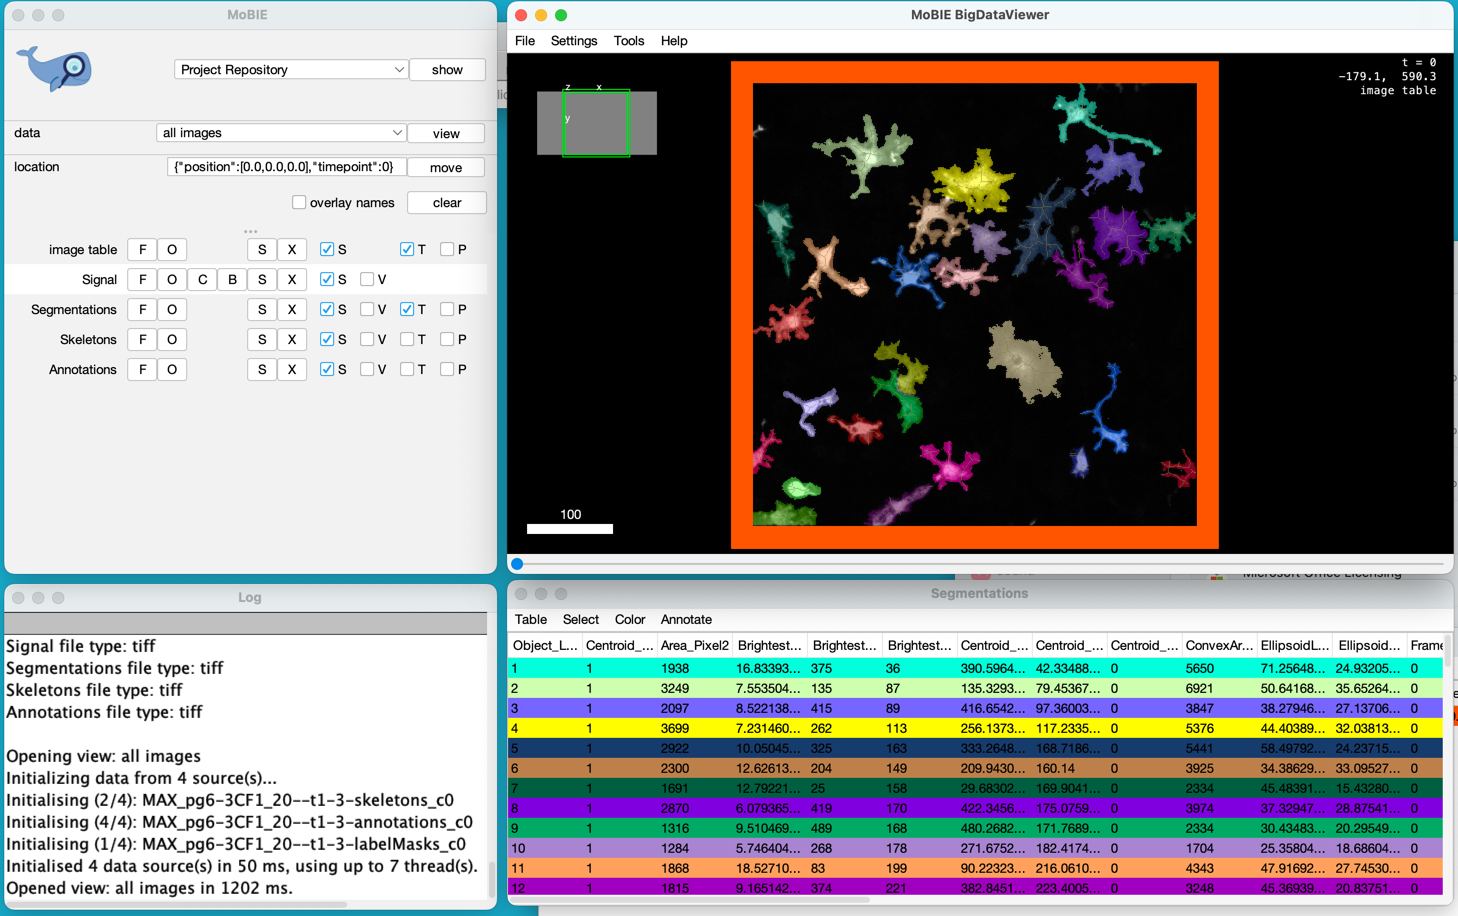 MoBIE
Project Repository
show
data
all images
view
location
{"position":[0.0,0.0,0.0],"timepoint":0}
move
overlay names
clear
...
image table F O S X S T P
Signal F O C B S X S V
Segmentations F O S X S V T P
Skeletons F O S X S V T P
Annotations F O S X S V T P
MoBIE BigDataViewer
File Settings Tools Help
z x
y
t = 0
-179.1, 590.3
image table
100
Log
Signal file type: tiff
Segmentations file type: tiff
Skeletons file type: tiff
Annotations file type: tiff
Opening view: all images
Initializing data from 4 source(s)...
Initialising (2/4): MAX_pg6-3CF1_20--t1-3-skeletons_c0
Initialising (4/4): MAX_pg6-3CF1_20--t1-3-annotations_c0
Initialising (1/4): MAX_pg6-3CF1_20--t1-3-labelMasks_c0
Initialised 4 data source(s) in 50 ms, using up to 7 thread(s).
Opened view: all images in 1202 ms.
Microsoft Office Licensing
Segmentations
Table Select Color Annotate
Object_L... Centroid_... Area_Pixel2 Brightest... Brightest... Brightest... Centroid_... Centroid_... Centroid_... ConvexAr... EllipsoidL... Ellipsoid... Frame
1 1 1938 16.83393... 375 36 390.5964... 42.33488... 0 5650 71.25648... 24.93205... 0
2 1 3249 7.553504... 135 87 135.3293... 79.45367... 0 6921 50.64168... 35.65264... 0
3 1 2097 8.522138... 415 89 416.6542... 97.36003... 0 3847 38.27946... 27.13706... 0
4 1 3699 7.231460... 262 113 256.1373... 117.2335... 0 5376 44.40389... 32.03813... 0
5 1 2922 10.05045... 325 163 333.2648... 168.7186... 0 5441 58.49792... 24.23715... 0
6 1 2300 12.62613... 204 149 209.9430... 160.14 0 3925 34.38629... 33.09527... 0
7 1 1691 12.79221... 25 158 29.68302... 169.9041... 0 2334 45.48391... 15.43280... 0
8 1 2870 6.079365... 419 170 422.3456... 175.0759... 0 3974 37.32947... 28.87541... 0
9 1 1316 9.510469... 489 168 480.2682... 171.7689... 0 2334 30.43483... 20.29549... 0
10 1 1284 5.746404... 268 178 271.6752... 182.4174... 0 1704 25.35804... 18.68604... 0
11 1 1868 18.52710... 83 199 90.22323... 216.0610... 0 4343 47.91692... 27.74530... 0
12 1 1815 9.165142... 374 221 382.8451... 223.4005... 0 3248 45.36939... 20.83751... 0